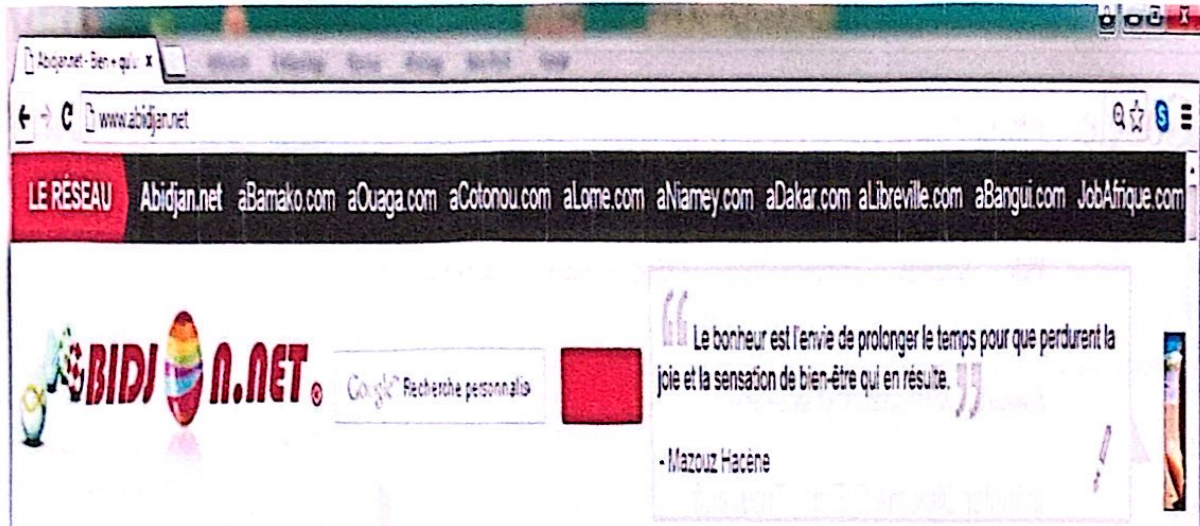 Abidjan.net - Bien + qu'u
www.abidjan.net
LE RÉSEAU Abidjan.net aBamako.com aOuaga.com aCotonou.com aLome.com aNiamey.com aDakar.com aLibreville.com aBangui.com JobAfrique.com
ABIDJAN.NET ®
Google™ Recherche personnalis
“ Le bonheur est l'envie de prolonger le temps pour que perdurent la
joie et la sensation de bien-être qui en résulte. ”
- Mazouz Hacène